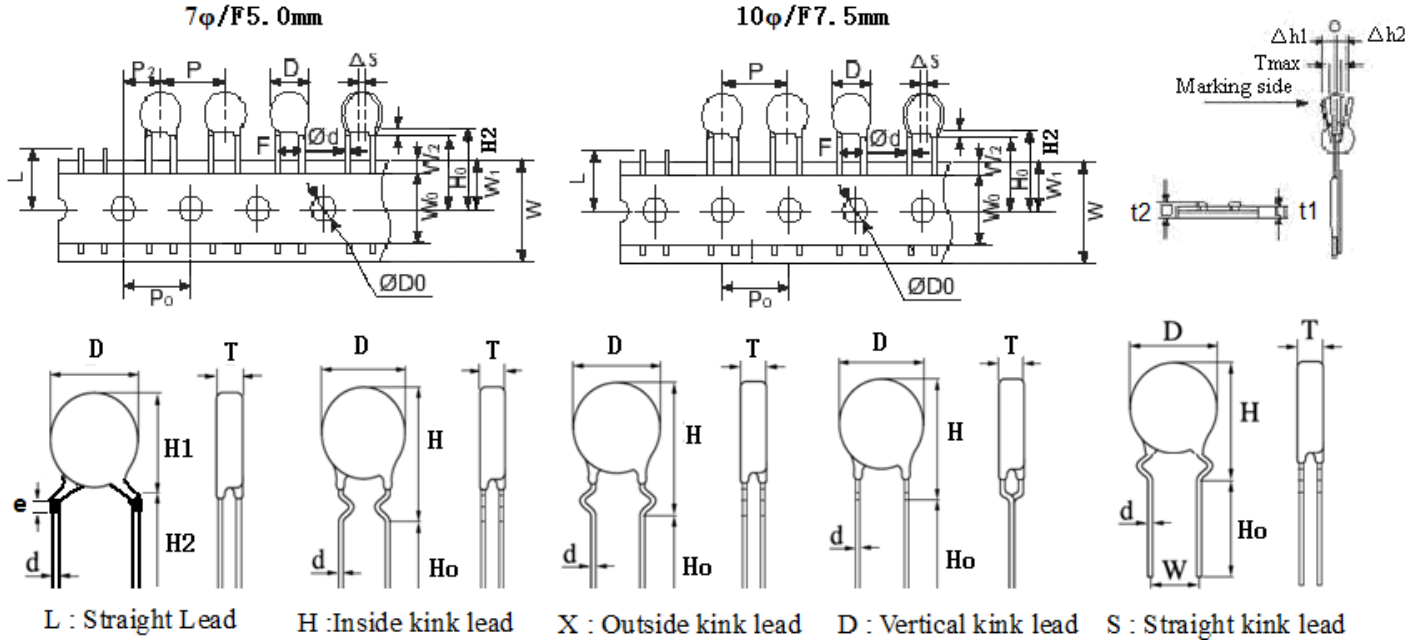 7φ/F5.0mm
10φ/F7.5mm
P2 P D ΔS
F Ød
L
W2 H0 H2
W0 W1 W
ØD0
P0
P D ΔS
F Ød
L
W2 H0 H2
W0 W1 W
ØD0
P0
Δh1 Δh2
Tmax
Marking side
t2 t1
D T
H1
e
H2
d
L : Straight Lead
D T
H
d
Ho
H :Inside kink lead
D T
H
d
Ho
X : Outside kink lead
D T
H
d
Ho
D : Vertical kink lead
D T
H
d
Ho
W
S : Straight kink lead